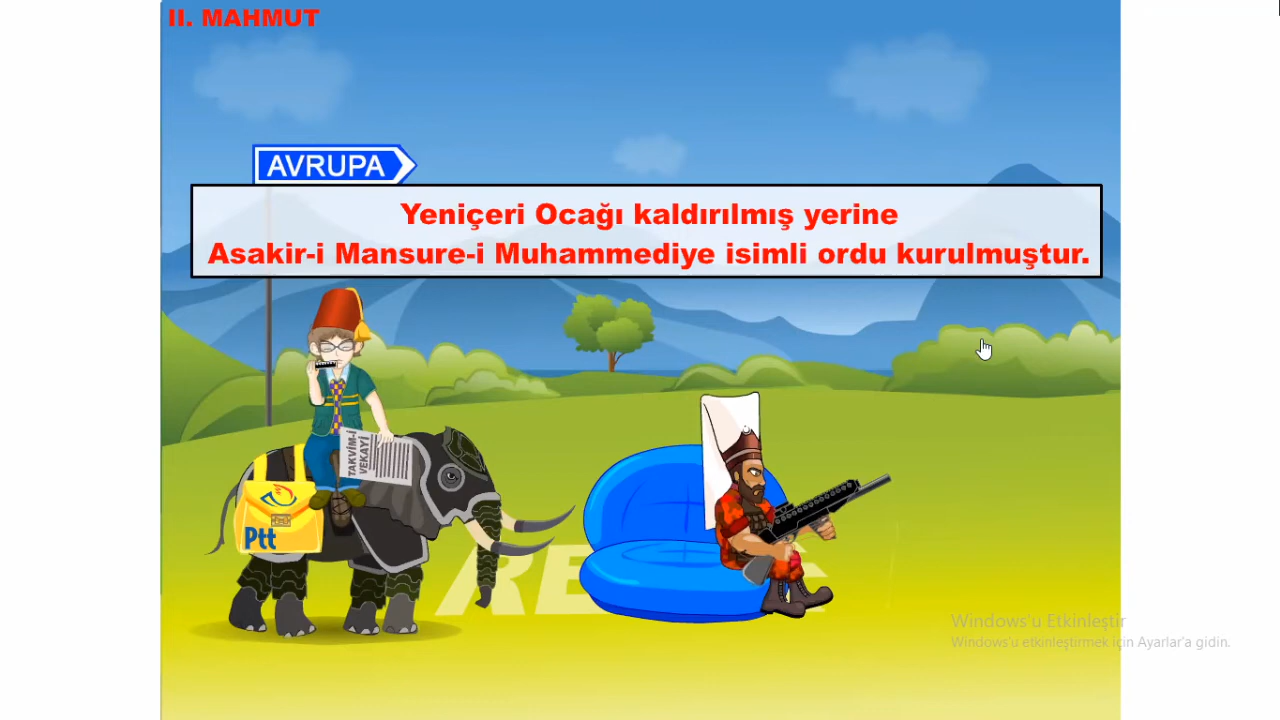 II. MAHMUT
AVRUPA
Yeniçeri Ocağı kaldırılmış yerine
Asakir-i Mansure-i Muhammediye isimli ordu kurulmuştur.
TAKVİM-İ
VEKAYİ
Ptt
Windows'u Etkinleştir
Windows'u etkinleştirmek için Ayarlar'a gidin.